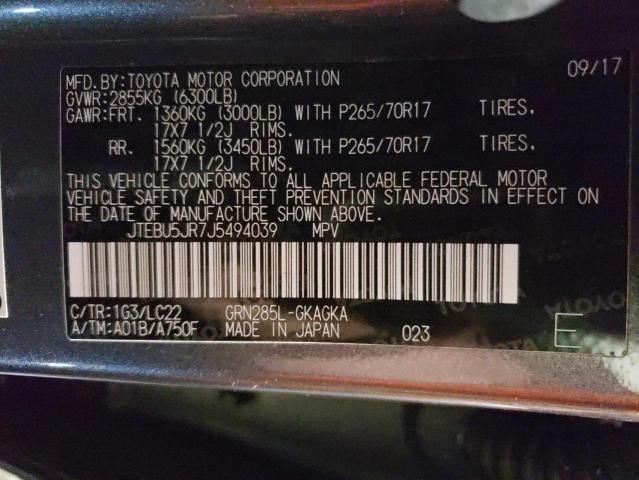 09/17
MFD.BY:TOYOTA MOTOR CORPORATION
GVWR:2855KG (6300LB)
GAWR:FRT. 1360KG (3000LB) WITH P265/70R17 TIRES.
17X7 1/2J RIMS.
RR. 1560KG (3450LB) WITH P265/70R17 TIRES.
17X7 1/2J RIMS.
THIS VEHICLE CONFORMS TO ALL APPLICABLE FEDERAL MOTOR
VEHICLE SAFETY AND THEFT PREVENTION STANDARDS IN EFFECT ON
THE DATE OF MANUFACTURE SHOWN ABOVE.
JTEBU5JR7J5494039 MPV
C/TR:1G3/LC22 GRN285L-GKAGKA
A/TM:A01B/A750F MADE IN JAPAN 023 E
TOYOTA